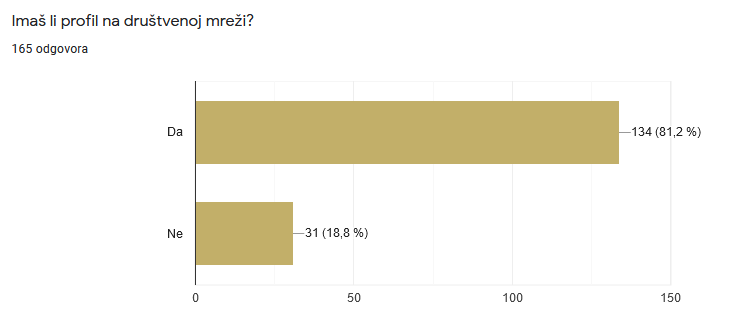 Imaš li profil na društvenoj mreži?
165 odgovora
Da
134 (81,2 %)
Ne
31 (18,8 %)
0 50 100 150